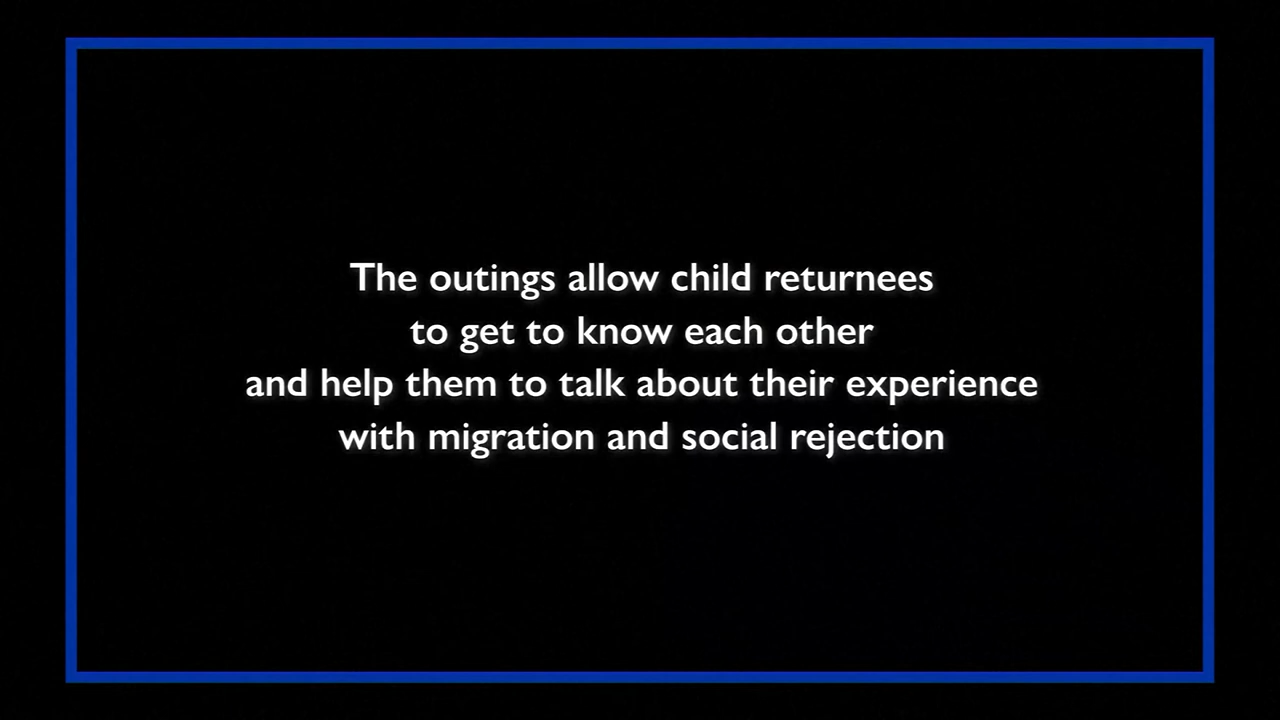 The outings allow child returnees
to get to know each other
and help them to talk about their experience
with migration and social rejection